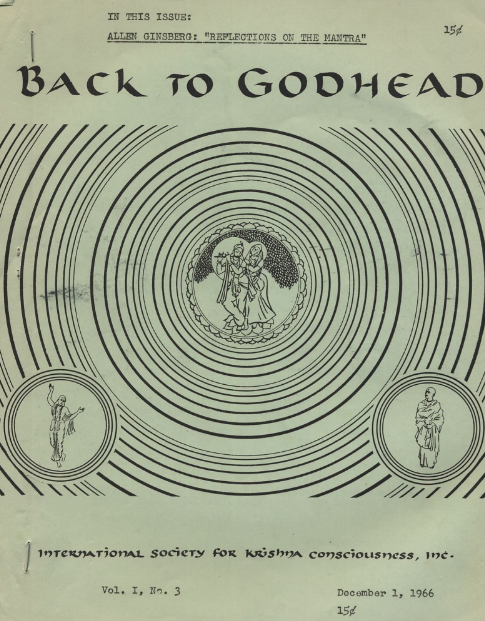 IN THIS ISSUE:
ALLEN GINSBERG: "REFLECTIONS ON THE MANTRA"
15¢
BACK TO GODHEAD
INTERNATIONAL SOCIETY FOR KRISHNA CONSCIOUSNESS, INC.
Vol. I, No. 3
December 1, 1966
15¢